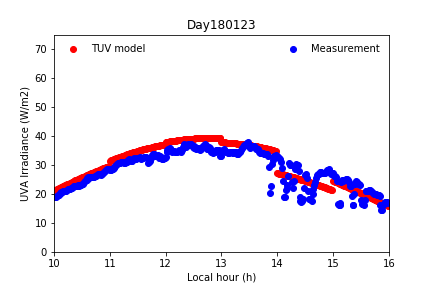 Day180123
TUV model
Measurement
UVA Irradiance (W/m2)
70
60
50
40
30
20
10
0
10 11 12 13 14 15 16
Local hour (h)